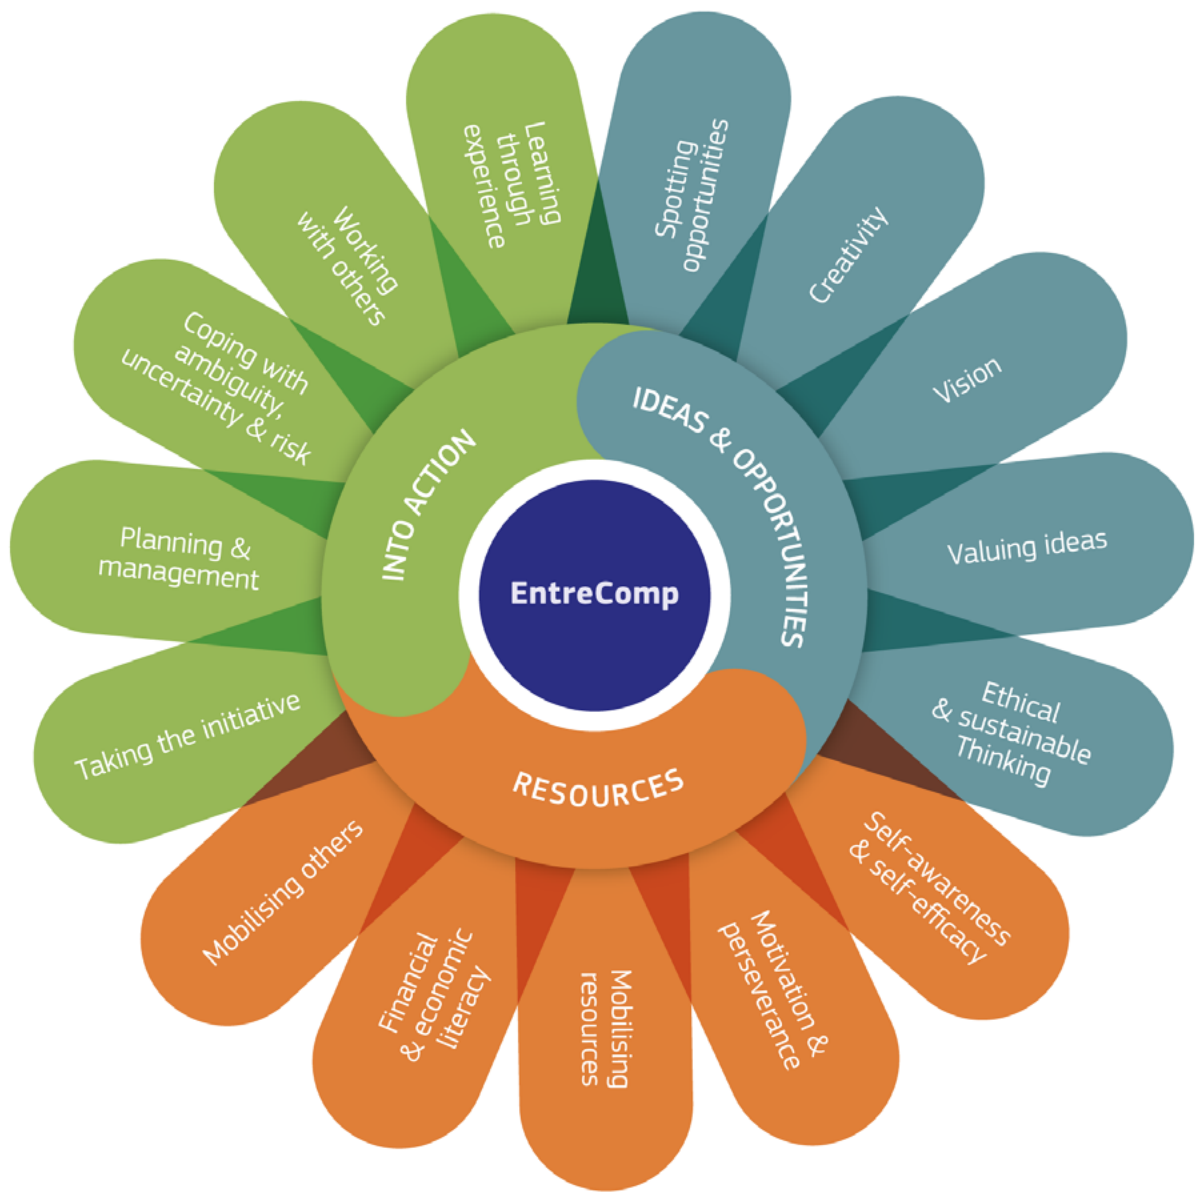 EntreComp
IDEAS & OPPORTUNITIES
Spotting
opportunities
Creativity
Vision
Valuing ideas
Ethical
& sustainable
Thinking
RESOURCES
Self-awareness
& self-efficacy
Motivation &
perseverance
Mobilising
resources
Financial
& economic
literacy
Mobilising others
INTO ACTION
Taking the initiative
Planning &
management
Coping with
ambiguity,
uncertainty & risk
Working
with others
Learning
through
experience